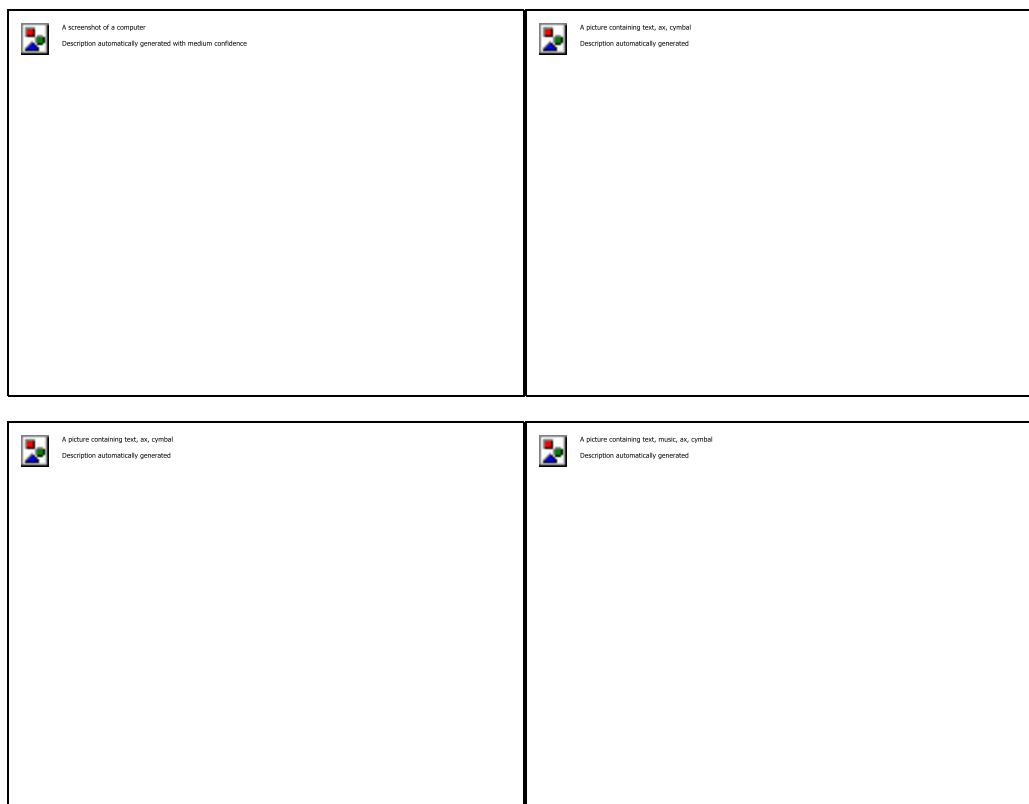 A screenshot of a computer
Description automatically generated with medium confidence
A picture containing text, ax, cymbal
Description automatically generated
A picture containing text, ax, cymbal
Description automatically generated
A picture containing text, music, ax, cymbal
Description automatically generated